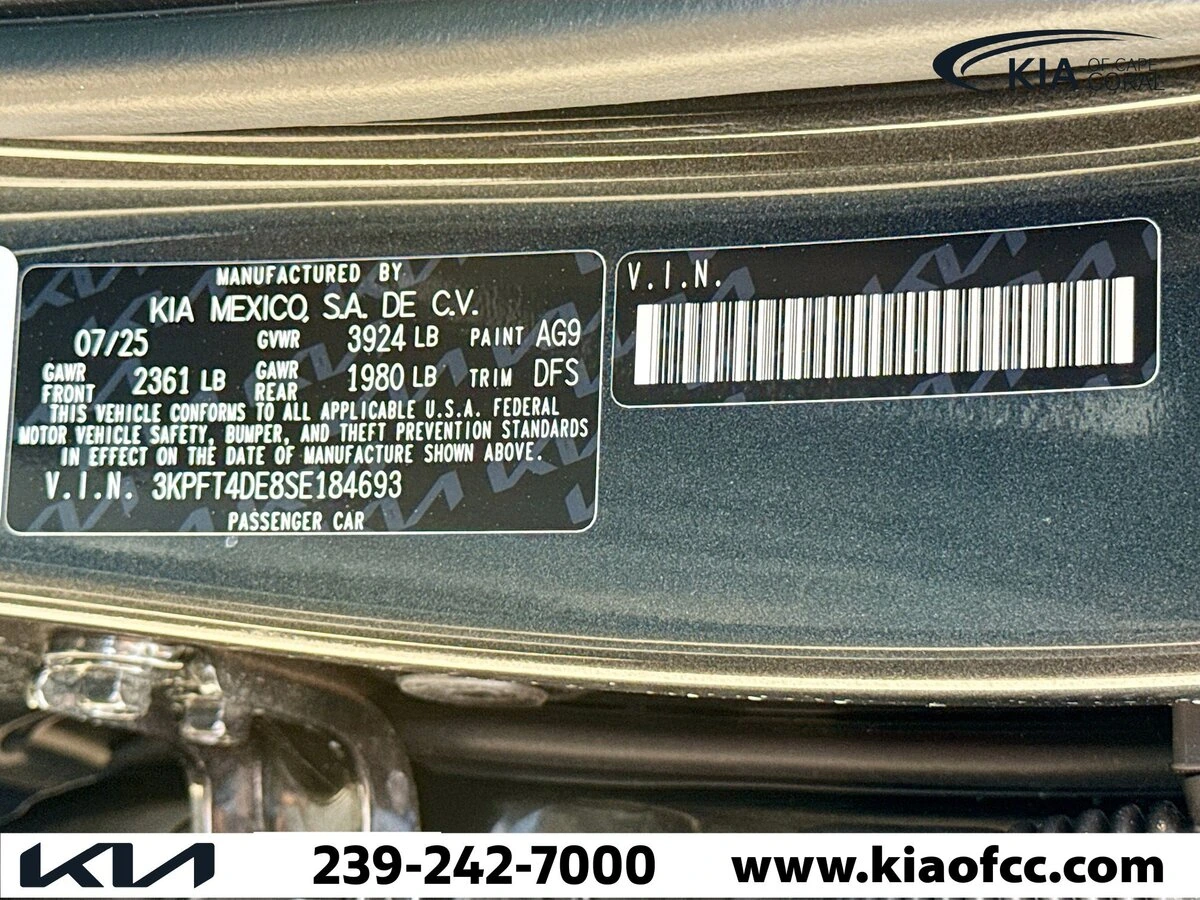 KIA OF CAPE CORAL
MANUFACTURED BY
KIA MEXICO, S.A. DE C.V.
07/25 GVWR 3924 LB PAINT AG9
GAWR FRONT 2361 LB GAWR REAR 1980 LB TRIM DFS
THIS VEHICLE CONFORMS TO ALL APPLICABLE U.S.A. FEDERAL
MOTOR VEHICLE SAFETY, BUMPER, AND THEFT PREVENTION STANDARDS
IN EFFECT ON THE DATE OF MANUFACTURE SHOWN ABOVE.
V.I.N. 3KPFT4DE8SE184693
PASSENGER CAR
V.I.N.
KIA 239-242-7000 www.kiaofcc.com